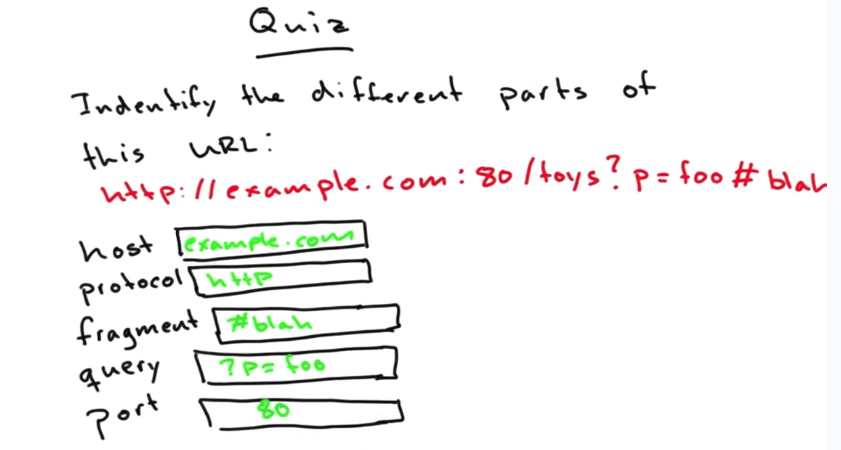 Quiz
Indentify the different parts of
this URL:
http://example.com:80/toys?p=foo#blah
host example.com
protocol http
fragment #blah
query ?p=foo
port 80